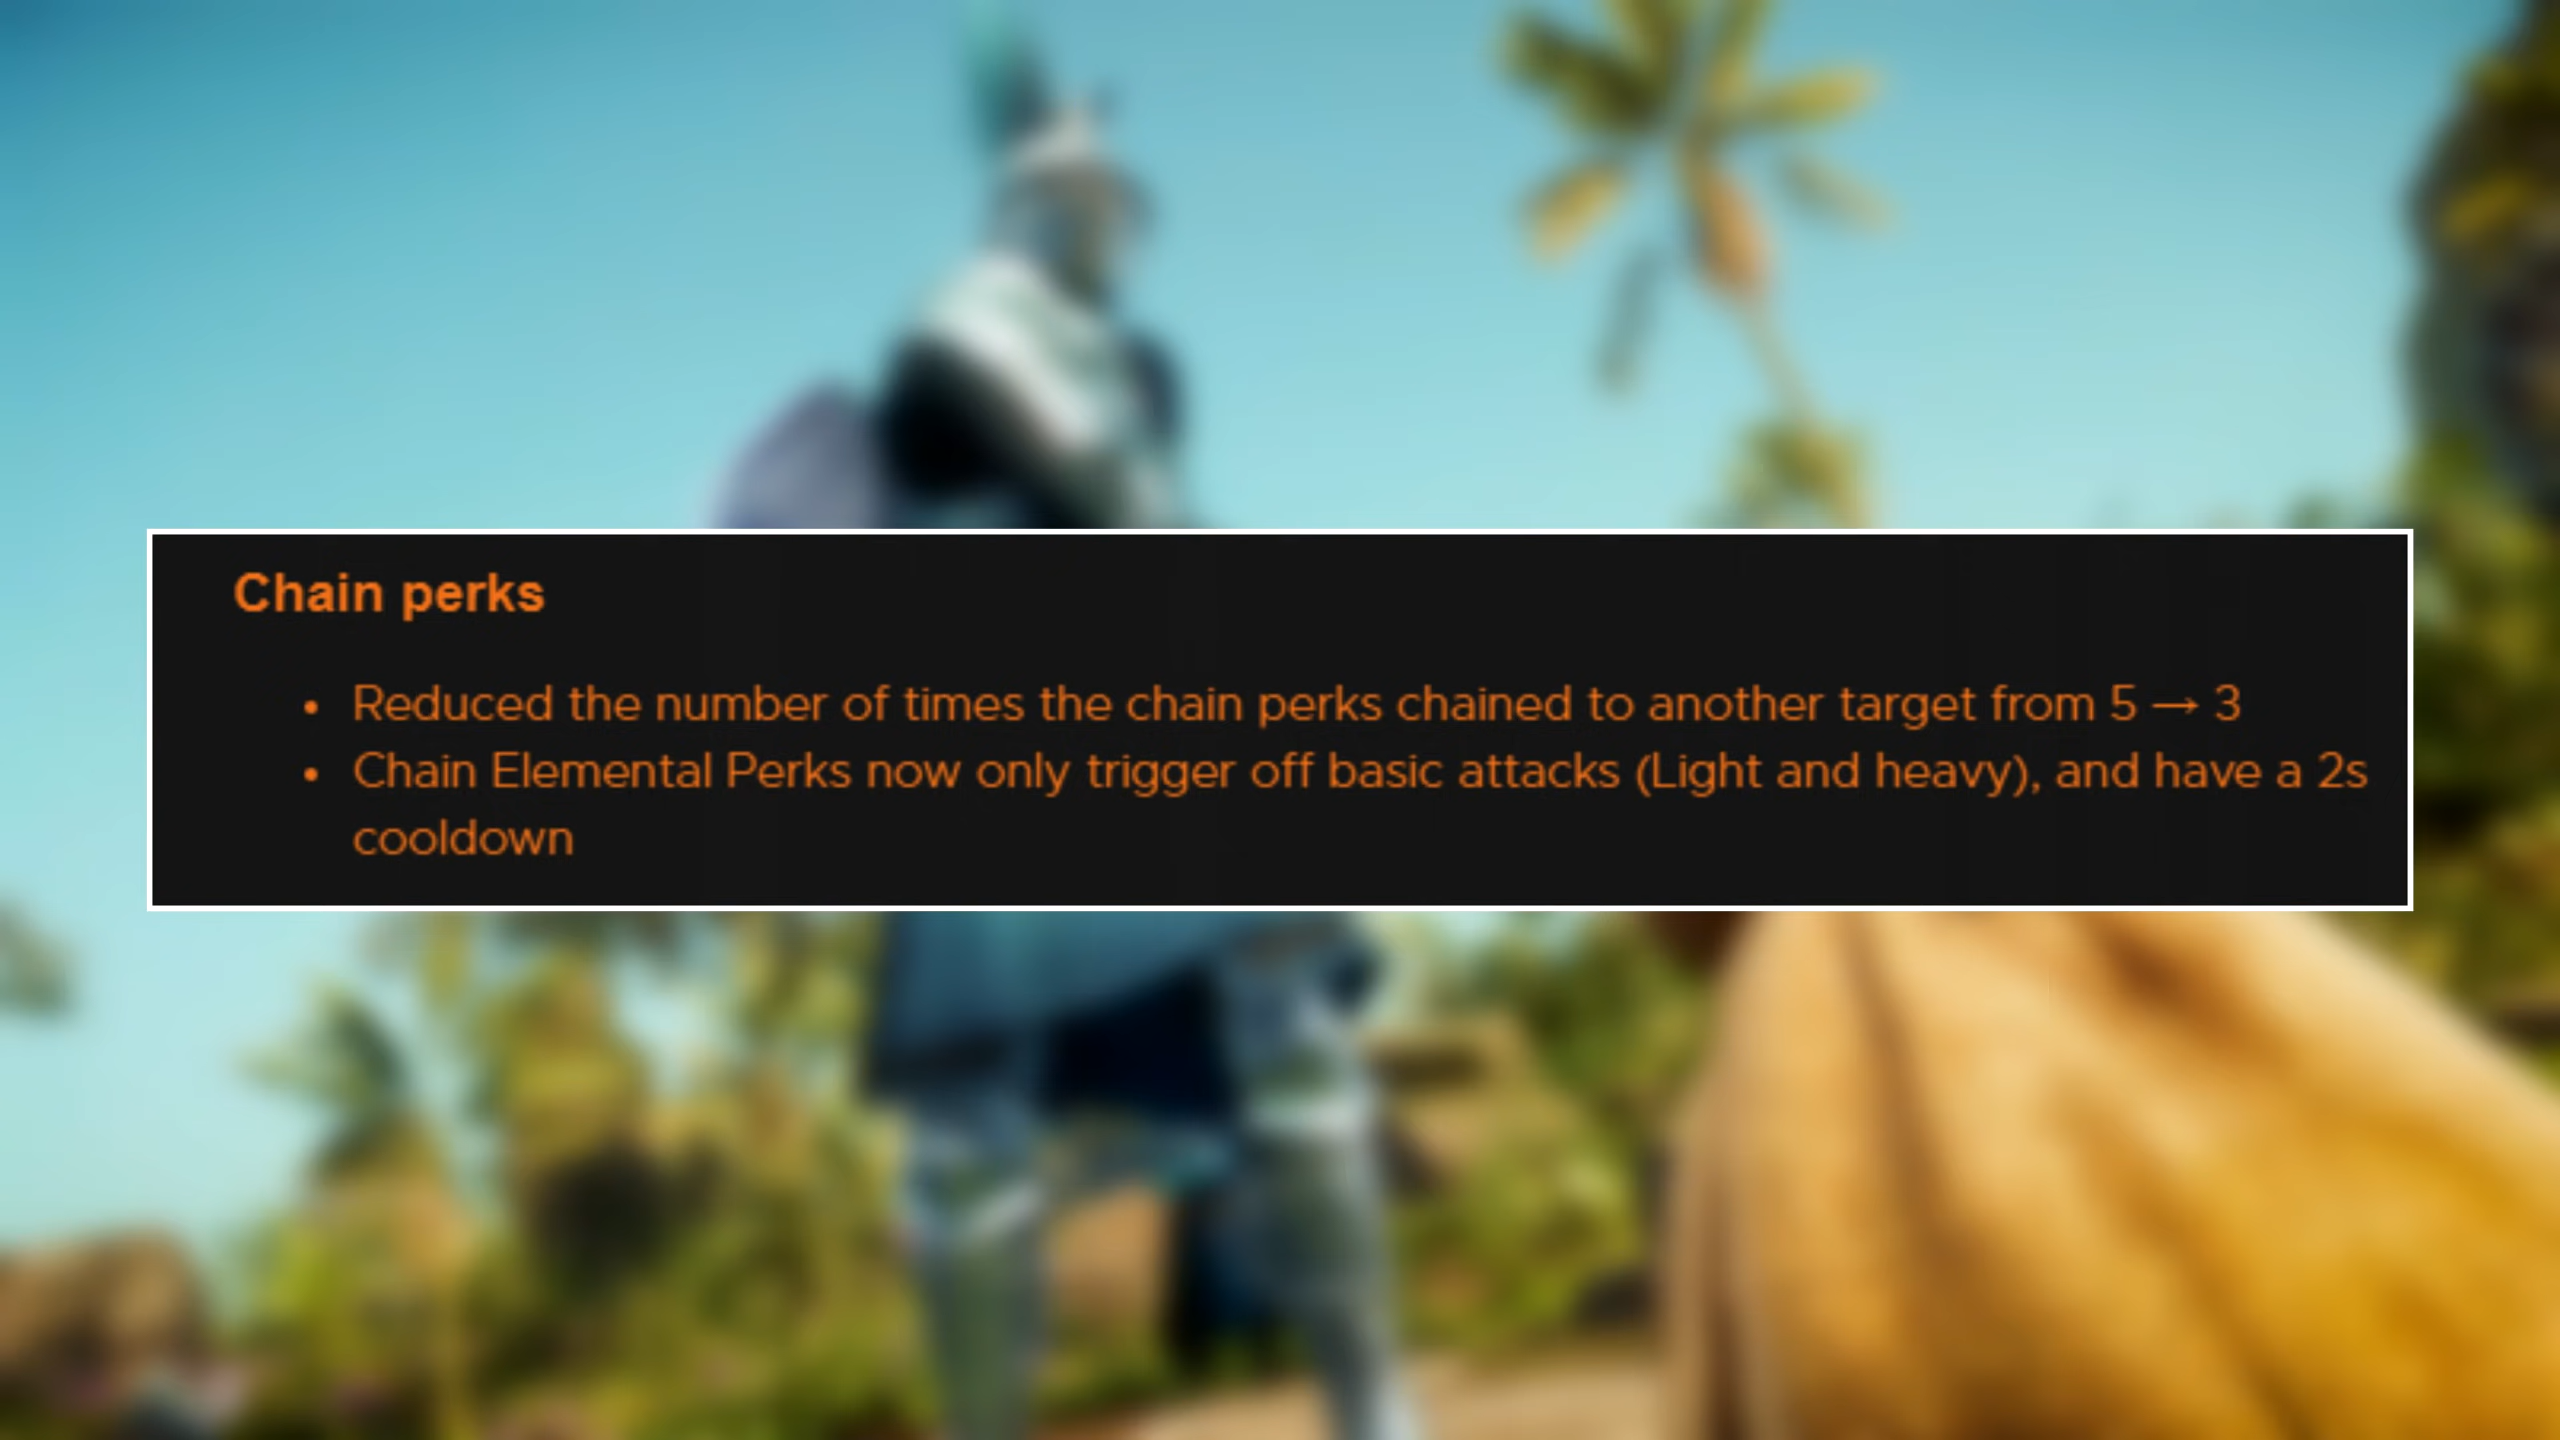 Chain perks
• Reduced the number of times the chain perks chained to another target from 5 → 3
• Chain Elemental Perks now only trigger off basic attacks (Light and heavy), and have a 2s
cooldown